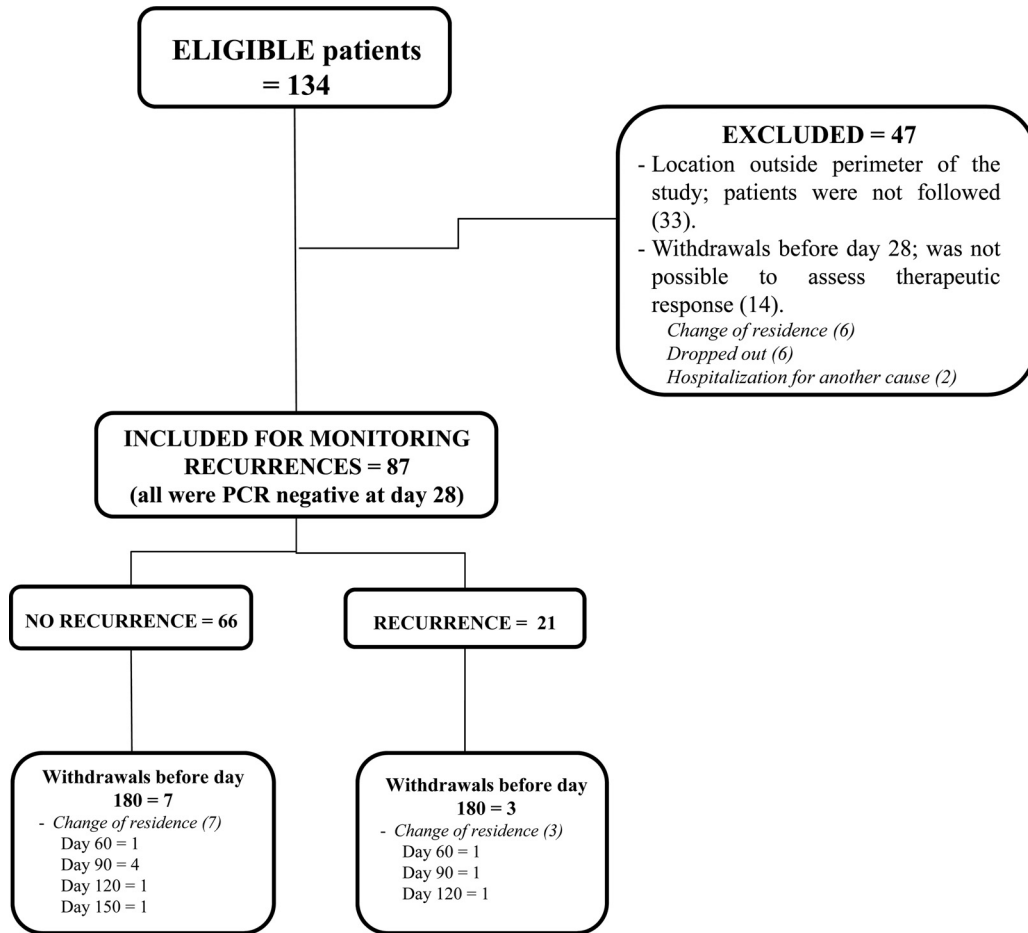 ELIGIBLE patients
= 134
EXCLUDED = 47
- Location outside perimeter of the
study; patients were not followed
(33).
- Withdrawals before day 28; was not
possible to assess therapeutic
response (14).
Change of residence (6)
Dropped out (6)
Hospitalization for another cause (2)
INCLUDED FOR MONITORING
RECURRENCES = 87
(all were PCR negative at day 28)
NO RECURRENCE = 66
RECURRENCE = 21
Withdrawals before day
180 = 7
- Change of residence (7)
Day 60 = 1
Day 90 = 4
Day 120 = 1
Day 150 = 1
Withdrawals before day
180 = 3
- Change of residence (3)
Day 60 = 1
Day 90 = 1
Day 120 = 1